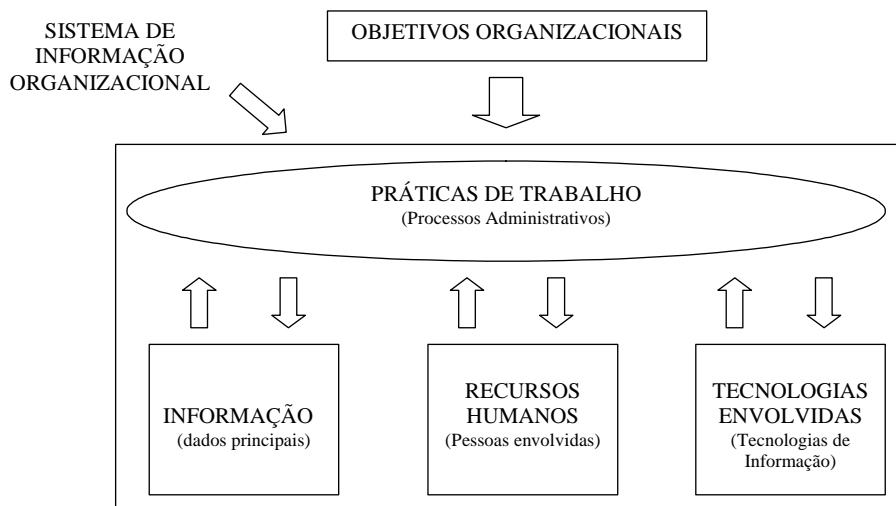 SISTEMA DE
INFORMAÇÃO
ORGANIZACIONAL
OBJETIVOS ORGANIZACIONAIS
PRÁTICAS DE TRABALHO
(Processos Administrativos)
INFORMAÇÃO
(dados principais)
RECURSOS
HUMANOS
(Pessoas envolvidas)
TECNOLOGIAS
ENVOLVIDAS
(Tecnologias de
Informação)